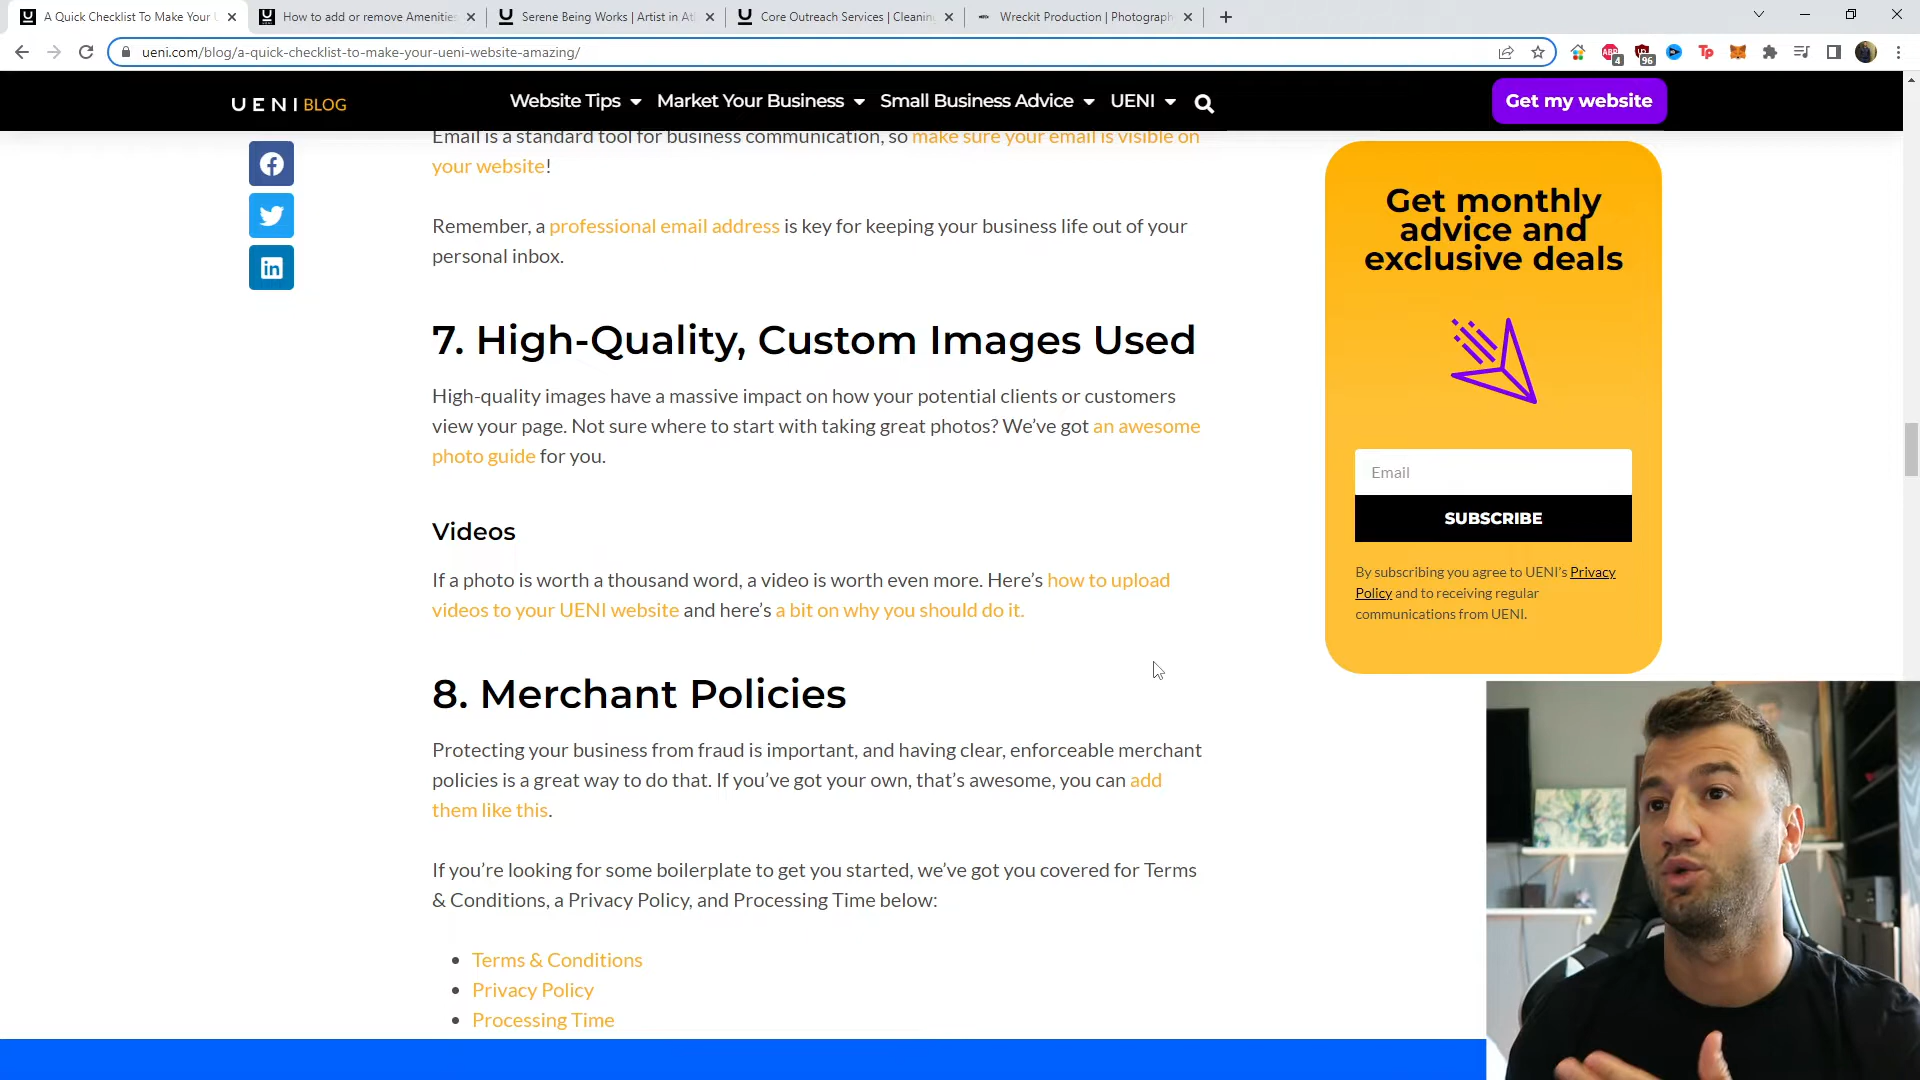 A Quick Checklist To Make Your U
How to add or remove Amenities
Serene Being Works | Artist in Atl
Core Outreach Services | Cleaning
Wreckit Production | Photograph
ueni.com/blog/a-quick-checklist-to-make-your-ueni-website-amazing/
4
96
UENI BLOG
Website Tips
Market Your Business
Small Business Advice
UENI
Get my website
Email is a standard tool for business communication, so make sure your email is visible on
your website!
Remember, a professional email address is key for keeping your business life out of your
personal inbox.
7. High-Quality, Custom Images Used
High-quality images have a massive impact on how your potential clients or customers
view your page. Not sure where to start with taking great photos? We’ve got an awesome
photo guide for you.
Videos
If a photo is worth a thousand word, a video is worth even more. Here’s how to upload
videos to your UENI website and here’s a bit on why you should do it.
8. Merchant Policies
Protecting your business from fraud is important, and having clear, enforceable merchant
policies is a great way to do that. If you’ve got your own, that’s awesome, you can add
them like this.
If you’re looking for some boilerplate to get you started, we’ve got you covered for Terms
& Conditions, a Privacy Policy, and Processing Time below:
Terms & Conditions
Privacy Policy
Processing Time
Get monthly
advice and
exclusive deals
Email
SUBSCRIBE
By subscribing you agree to UENI’s Privacy
Policy and to receiving regular
communications from UENI.